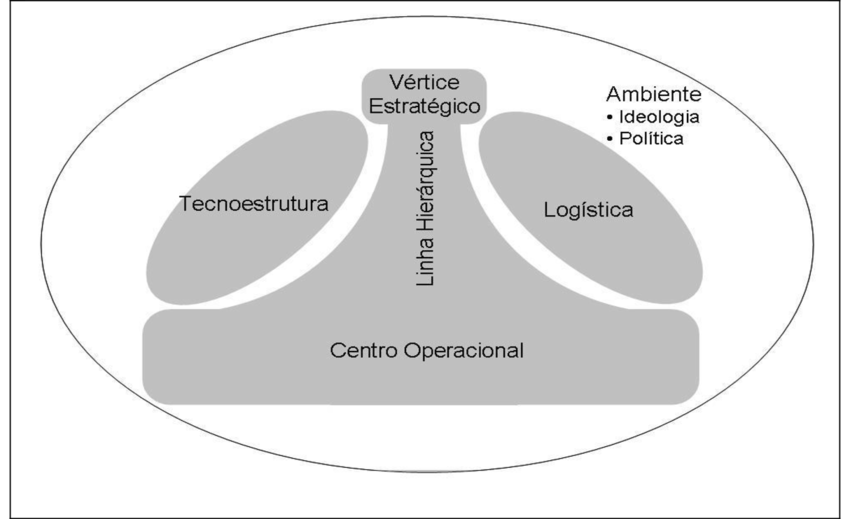 Vértice
Estratégico
Ambiente
• Ideologia
• Política
Tecnoestrutura
Linha Hierárquica
Logística
Centro Operacional